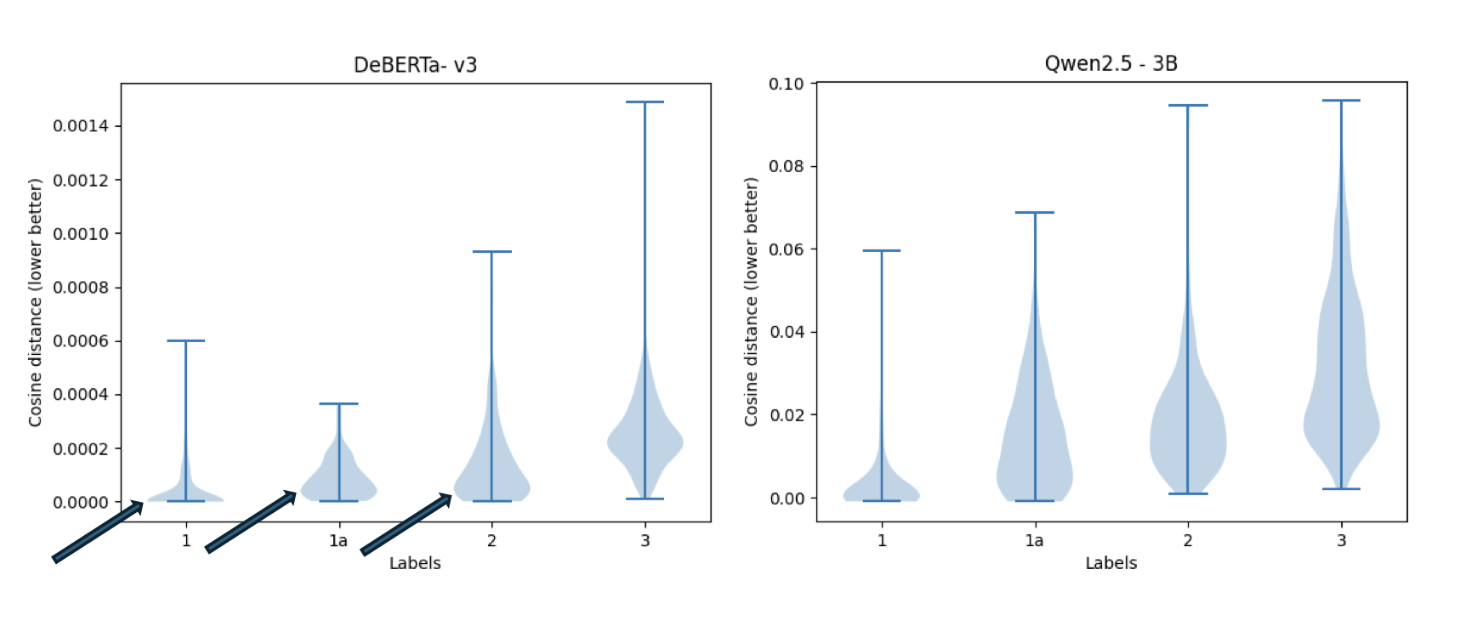 DeBERTa- v3
Cosine distance (lower better)
0.0014
0.0012
0.0010
0.0008
0.0006
0.0004
0.0002
0.0000
1 1a 2 3
Labels
Qwen2.5 - 3B
Cosine distance (lower better)
0.10
0.08
0.06
0.04
0.02
0.00
1 1a 2 3
Labels